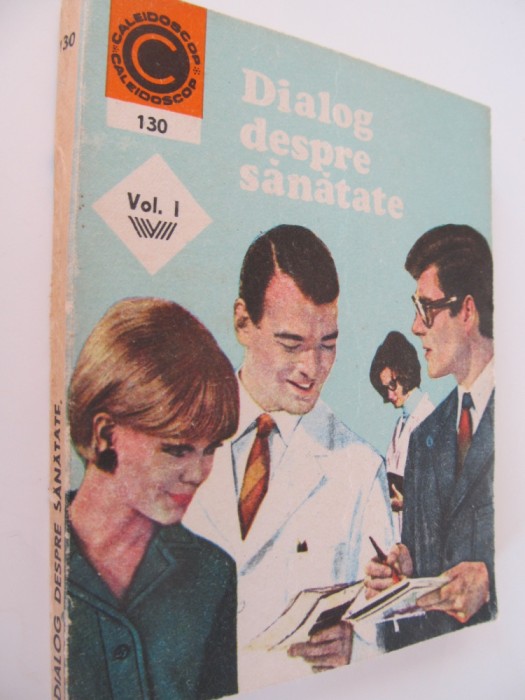 130
*CALEIDOSCOP*
CALEIDOSCOP
C
130
Vol. I
Dialog
despre
sănătate
DIALOG DESPRE SĂNĂTATE.